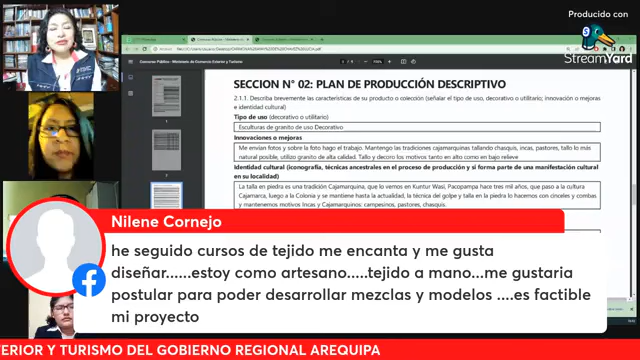 Producido con
StreamYard
SECCION N° 02: PLAN DE PRODUCCIÓN DESCRIPTIVO
2.1.1. Describa brevemente las características de su producto o colección (señalar el tipo de uso, decorativo o utilitario; innovación o mejoras
e identidad cultural)
Tipo de uso (decorativo o utilitario)
Esculturas de granito de uso Decorativo
Innovaciones o mejoras
Me envían fotos y sobre la foto hago el trabajo. Mantengo las tradiciones cajamarquinas tallando chasquis, incas, pastores, tallo lo más
natural posible, utilizo granito de alta calidad. Tallo y decoro los motivos tanto en alto como en bajo relieve
Identidad cultural (iconografía, técnicas ancestrales en el proceso de producción y si forma parte de una manifestación cultural
en su localidad)
La talla en piedra es una tradición Cajamarquina, que lo vemos en Kuntur Wasi, Pacopampa hace tres mil años, que paso a la cultura
Cajamarca, luego a la Colonia y se mantiene hasta la actualidad, la técnica del golpe y talla en la piedra lo hacemos con cinceles y combas
y mantenemos motivos Incas y Cajamarquinos: campesinos, pastores, chasquis.
Nilene Cornejo
he seguido cursos de tejido me encanta y me gusta
diseñar......estoy como artesano.....tejido a mano...me gustaria
postular para poder desarrollar mezclas y modelos ....es factible
mi proyecto
TERIOR Y TURISMO DEL GOBIERNO REGIONAL AREQUIPA